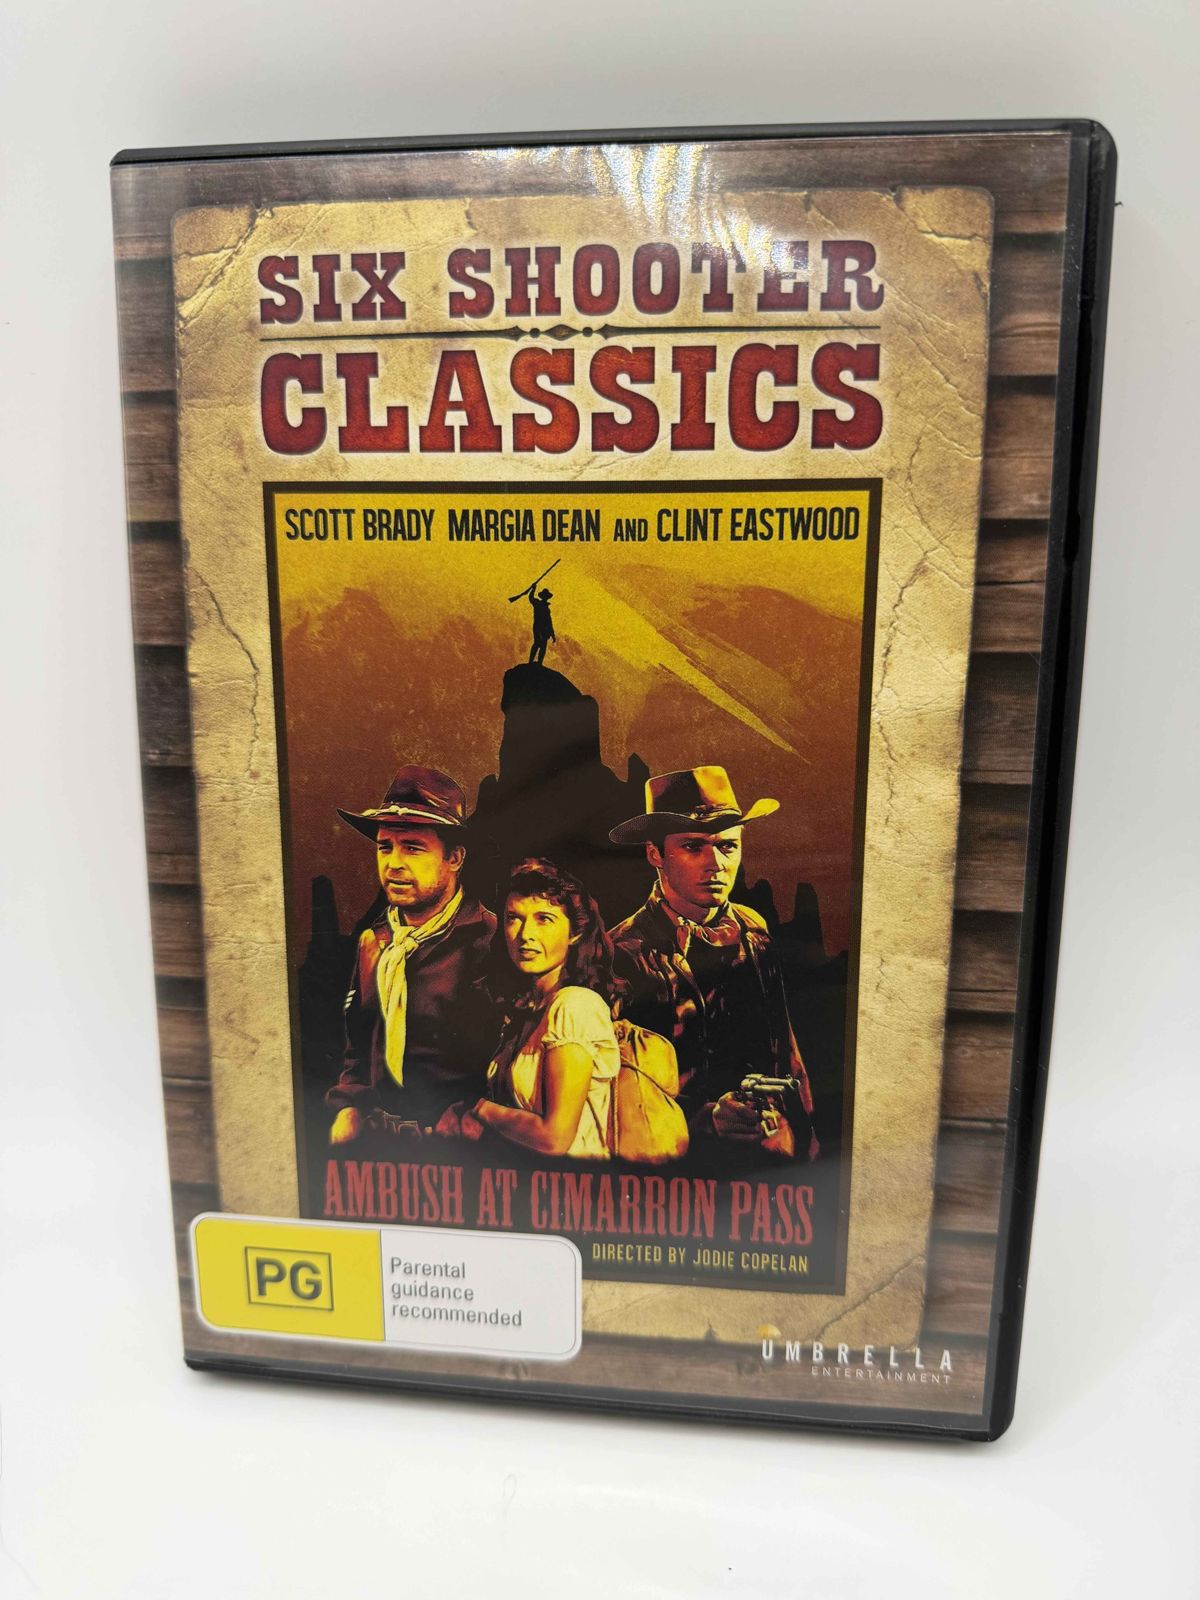 SIX SHOOTER
CLASSICS
SCOTT BRADY MARGIA DEAN AND CLINT EASTWOOD
AMBUSH AT CIMARRON PASS
DIRECTED BY JODIE COPELAN
PG
Parental
guidance
recommended
UMBRELLA
ENTERTAINMENT